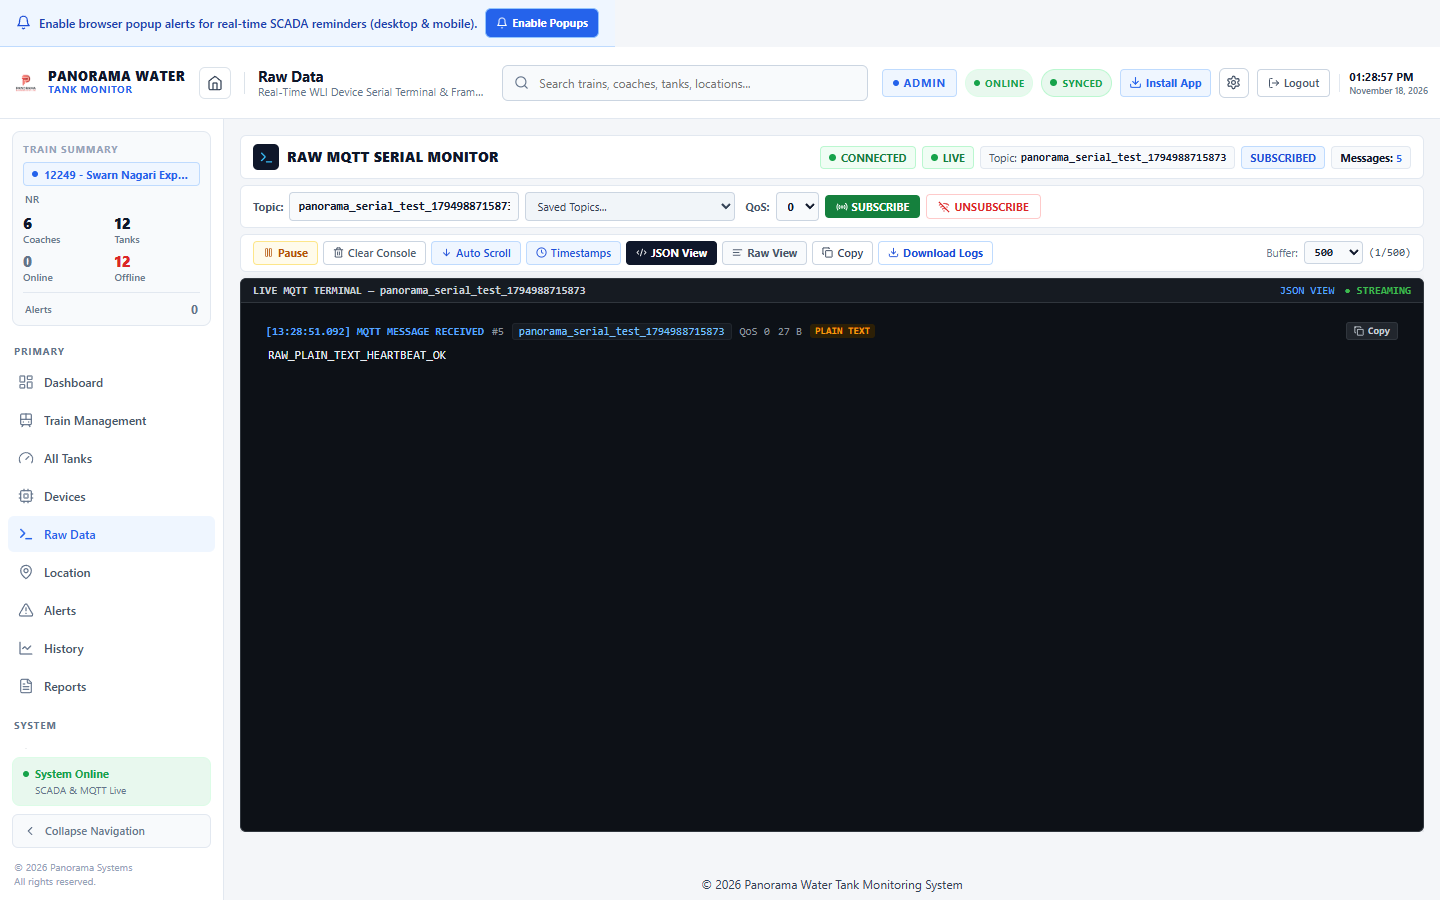 Enable browser popup alerts for real-time SCADA reminders (desktop & mobile).
Enable Popups
PANORAMA WATER
TANK MONITOR
Raw Data
Real-Time WLI Device Serial Terminal & Fram...
Search trains, coaches, tanks, locations...
ADMIN
ONLINE
SYNCED
Install App
Logout
01:28:57 PM
November 18, 2026
TRAIN SUMMARY
12249 - Swarn Nagari Exp...
NR
6 12
Coaches Tanks
0 12
Online Offline
Alerts 0
PRIMARY
Dashboard
Train Management
All Tanks
Devices
Raw Data
Location
Alerts
History
Reports
SYSTEM
System Online
SCADA & MQTT Live
Collapse Navigation
© 2026 Panorama Systems
All rights reserved.
RAW MQTT SERIAL MONITOR
CONNECTED
LIVE
Topic: panorama_serial_test_1794988715873
SUBSCRIBED
Messages: 5
Topic: panorama_serial_test_1794988715873
Saved Topics...
QoS: 0
SUBSCRIBE
UNSUBSCRIBE
Pause
Clear Console
Auto Scroll
Timestamps
JSON View
Raw View
Copy
Download Logs
Buffer: 500 (1/500)
LIVE MQTT TERMINAL — panorama_serial_test_1794988715873
JSON VIEW ● STREAMING
[13:28:51.092] MQTT MESSAGE RECEIVED #5 panorama_serial_test_1794988715873 QoS 0 27 B PLAIN TEXT
Copy
RAW_PLAIN_TEXT_HEARTBEAT_OK
© 2026 Panorama Water Tank Monitoring System